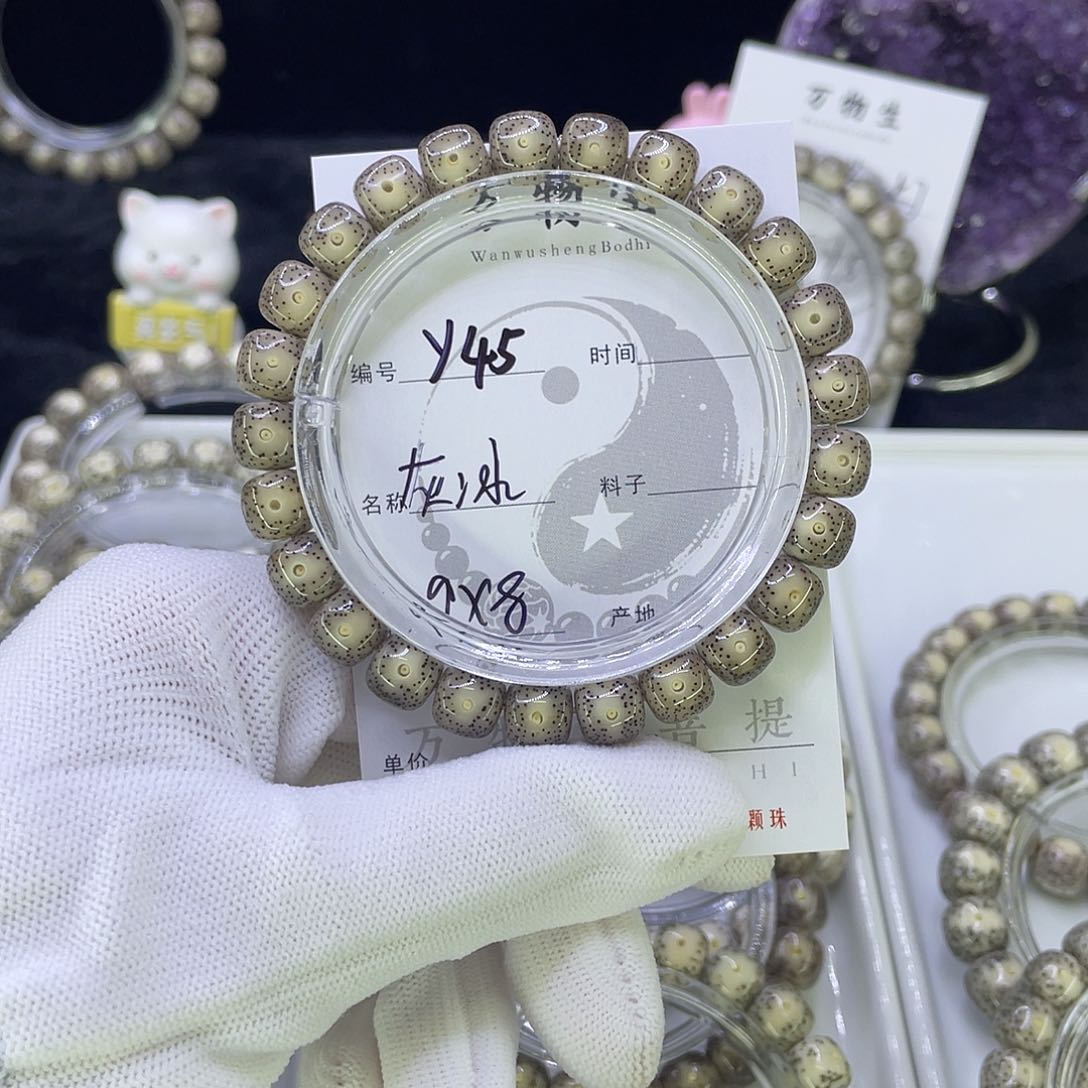 万物生
万物生
WanwushengBodhi
编号 Y45 时间
名称 灰冰 料子
9X8 产地
提
单价 HI
颗珠